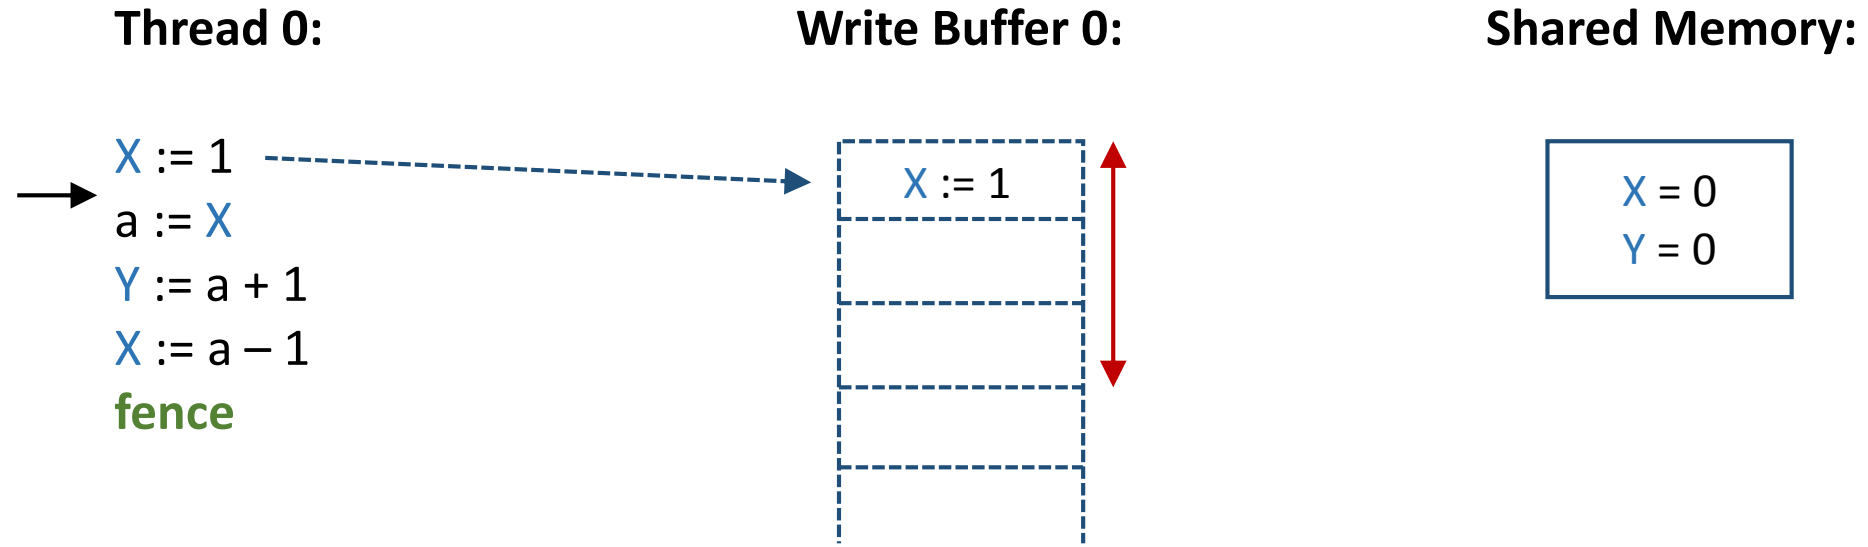 Thread 0:
Write Buffer 0:
Shared Memory:
X := 1
a := X
Y := a + 1
X := a – 1
fence
X := 1
X = 0
Y = 0